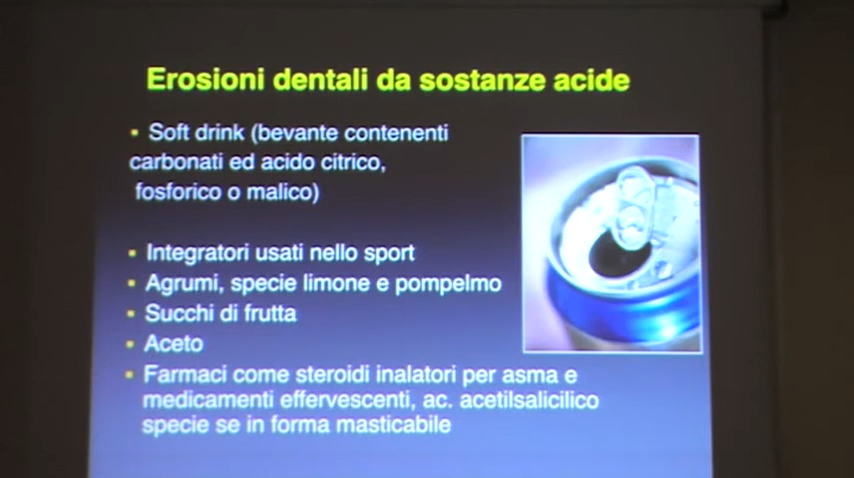 Erosioni dentali da sostanze acide
• Soft drink (bevante contenenti
carbonati ed acido citrico,
fosforico o malico)
• Integratori usati nello sport
• Agrumi, specie limone e pompelmo
• Succhi di frutta
• Aceto
• Farmaci come steroidi inalatori per asma e
medicamenti effervescenti, ac. acetilsalicilico
specie se in forma masticabile